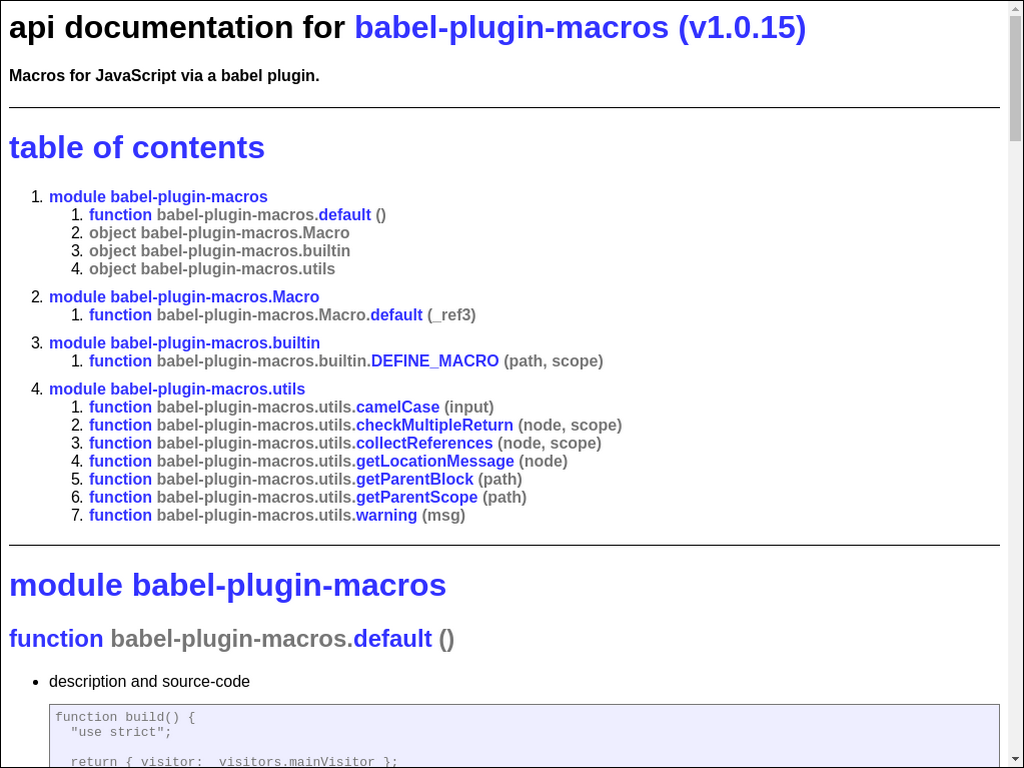 api documentation for babel-plugin-macros (v1.0.15)
Macros for JavaScript via a babel plugin.
table of contents
1. module babel-plugin-macros
1. function babel-plugin-macros.default ()
2. object babel-plugin-macros.Macro
3. object babel-plugin-macros.builtin
4. object babel-plugin-macros.utils
2. module babel-plugin-macros.Macro
1. function babel-plugin-macros.Macro.default (_ref3)
3. module babel-plugin-macros.builtin
1. function babel-plugin-macros.builtin.DEFINE_MACRO (path, scope)
4. module babel-plugin-macros.utils
1. function babel-plugin-macros.utils.camelCase (input)
2. function babel-plugin-macros.utils.checkMultipleReturn (node, scope)
3. function babel-plugin-macros.utils.collectReferences (node, scope)
4. function babel-plugin-macros.utils.getLocationMessage (node)
5. function babel-plugin-macros.utils.getParentBlock (path)
6. function babel-plugin-macros.utils.getParentScope (path)
7. function babel-plugin-macros.utils.warning (msg)
module babel-plugin-macros
function babel-plugin-macros.default ()
• description and source-code
function build() {
"use strict";
return { visitor: _visitors.mainVisitor };